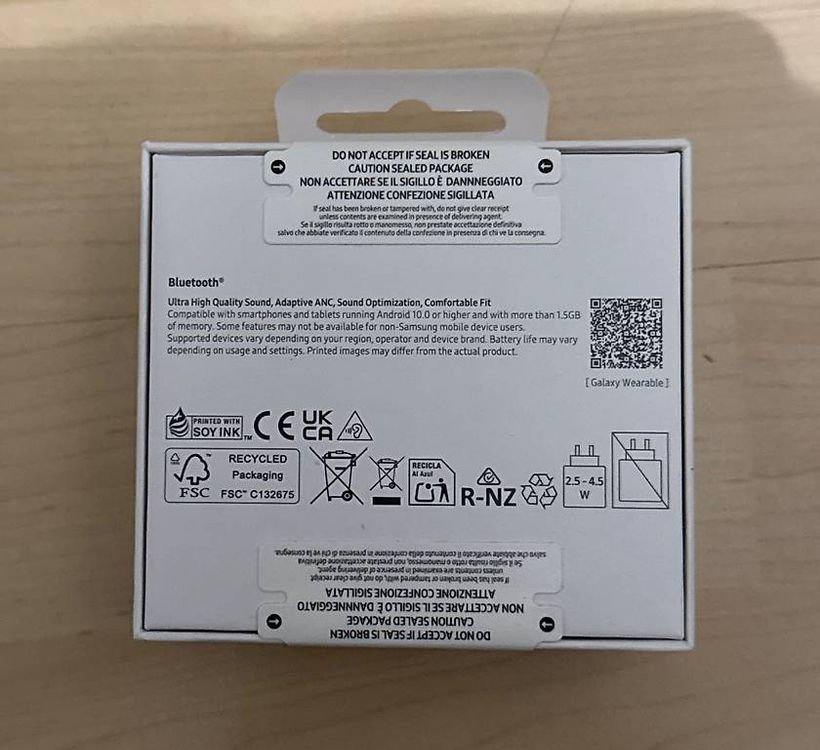 DO NOT ACCEPT IF SEAL IS BROKEN
CAUTION SEALED PACKAGE
NON ACCETTARE SE IL SIGILLO È DANNNEGGIATO
ATTENZIONE CONFEZIONE SIGILLATA
If seal has been broken or tampered with, do not give clear receipt
unless contents are examined in presence of delivering agent.
Se il sigillo risulta rotto o manomesso, non prestate accettazione definitiva
salvo che abbiate verificato il contenuto della confezione in presenza di chi ve la consegna.
Bluetooth®
Ultra High Quality Sound, Adaptive ANC, Sound Optimization, Comfortable Fit
Compatible with smartphones and tablets running Android 10.0 or higher and with more than 1.5GB
of memory. Some features may not be available for non-Samsung mobile device users.
Supported devices vary depending on your region, operator and device brand. Battery life may vary
depending on usage and settings. Printed images may differ from the actual product.
[ Galaxy Wearable ]
PRINTED WITH
SOY INK™
CE
UK
CA
FSC™
RECYCLED
Packaging
FSC™ C132675
RECICLA
Al Azul
R-NZ
2.5 - 4.5
W
salvo che abbiate verificato il contenuto della confezione in presenza di chi ve la consegna.
Se il sigillo risulta rotto o manomesso, non prestate accettazione definitiva
unless contents are examined in presence of delivering agent.
If seal has been broken or tampered with, do not give clear receipt
ATTENZIONE CONFEZIONE SIGILLATA
NON ACCETTARE SE IL SIGILLO È DANNNEGGIATO
CAUTION SEALED PACKAGE
DO NOT ACCEPT IF SEAL IS BROKEN